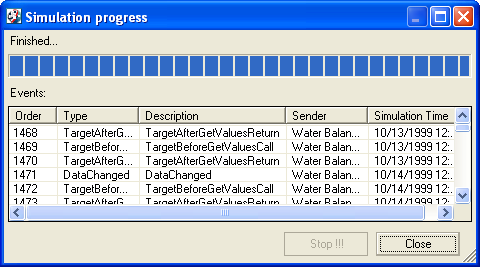 Simulation progress
Finished...
Events:
Order Type Description Sender Simulation Time
1468 TargetAfterG... TargetAfterGetValuesReturn Water Balan... 10/13/1999 12:.
1469 TargetBefor... TargetBeforeGetValuesCall Water Balan... 10/13/1999 12:.
1470 TargetAfterG... TargetAfterGetValuesReturn Water Balan... 10/13/1999 12:.
1471 DataChanged DataChanged Water Balan... 10/14/1999 12:.
1472 TargetBefor... TargetBeforeGetValuesCall Water Balan... 10/14/1999 12:.
1473 TargetAfterG... TargetAfterGetValuesReturn Water Balan... 10/14/1999 12:.
Stop !!! Close